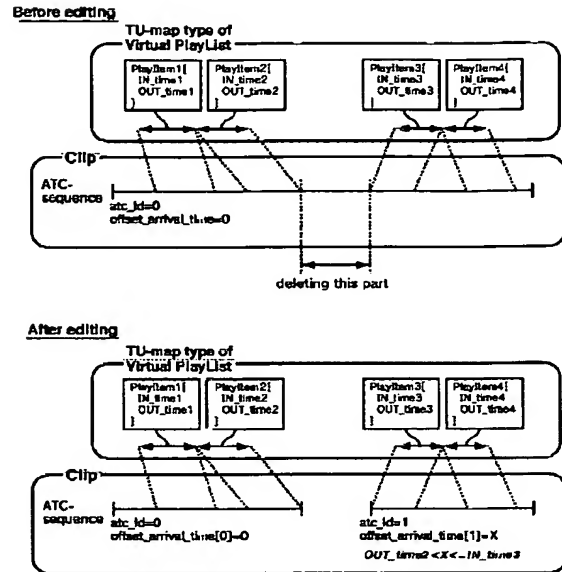 Before editing
TU-map type of
Virtual PlayList
PlayItem1{
IN_time1
OUT_time1
}
PlayItem2{
IN_time2
OUT_time2
}
PlayItem3{
IN_time3
OUT_time3
}
PlayItem4{
IN_time4
OUT_time4
}
Clip
ATC-
sequence
atc_id=0
offset_arrival_time=0
deleting this part
After editing
TU-map type of
Virtual PlayList
PlayItem1{
IN_time1
OUT_time1
}
PlayItem2{
IN_time2
OUT_time2
}
PlayItem3{
IN_time3
OUT_time3
}
PlayItem4{
IN_time4
OUT_time4
}
Clip
ATC-
sequence
atc_id=0
offset_arrival_time[0]=0
atc_id=1
offset_arrival_time[1]=X
OUT_time2<X<=IN_time3